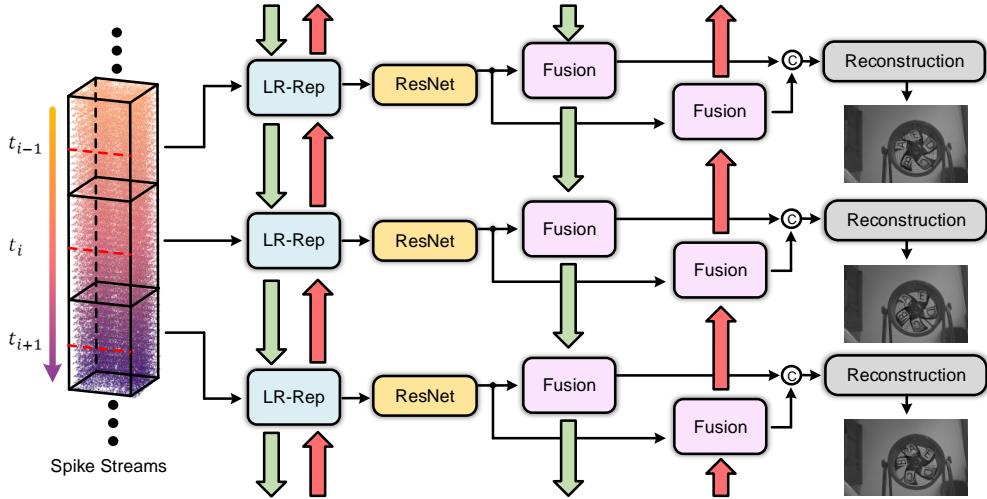 t_{i-1}
LR-Rep
ResNet
Fusion
Fusion
C
Reconstruction
t_i
LR-Rep
ResNet
Fusion
Fusion
C
Reconstruction
t_{i+1}
LR-Rep
ResNet
Fusion
Fusion
C
Reconstruction
Spike Streams